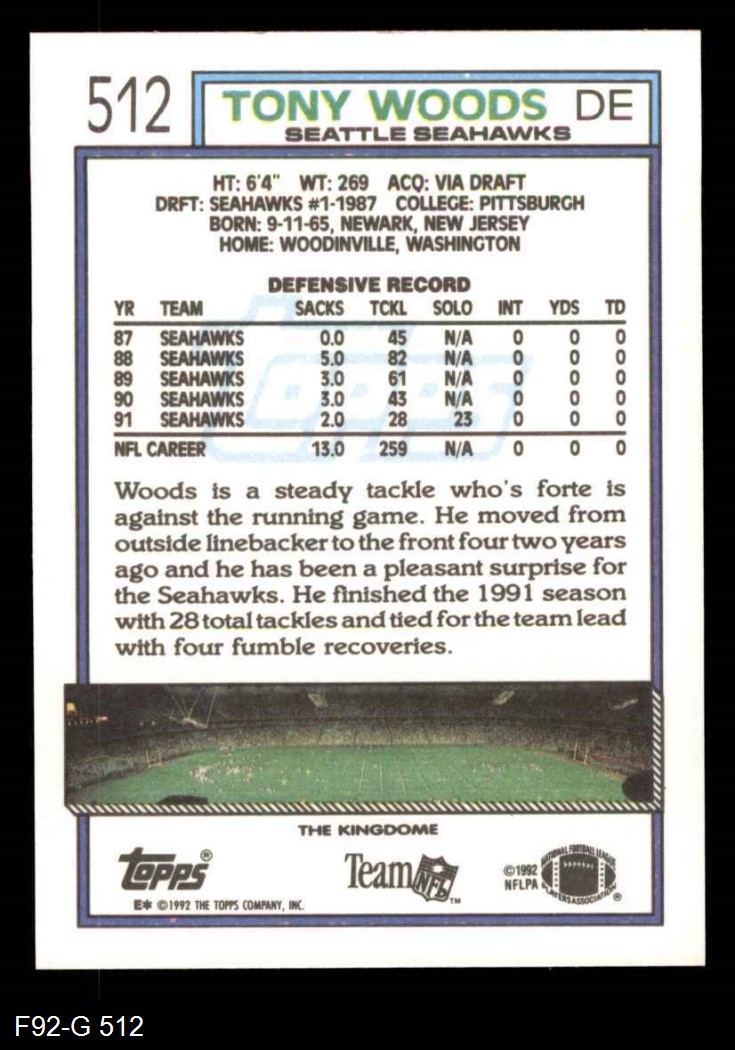 512
TONY WOODS DE
SEATTLE SEAHAWKS
HT: 6'4" WT: 269 ACQ: VIA DRAFT
DRFT: SEAHAWKS #1-1987 COLLEGE: PITTSBURGH
BORN: 9-11-65, NEWARK, NEW JERSEY
HOME: WOODINVILLE, WASHINGTON
DEFENSIVE RECORD
YR TEAM SACKS TCKL SOLO INT YDS TD
87 SEAHAWKS 0.0 45 N/A 0 0 0
88 SEAHAWKS 5.0 82 N/A 0 0 0
89 SEAHAWKS 3.0 61 N/A 0 0 0
90 SEAHAWKS 3.0 43 N/A 0 0 0
91 SEAHAWKS 2.0 28 23 0 0 0
NFL CAREER 13.0 259 N/A 0 0 0
Topps
Woods is a steady tackle who's forte is
against the running game. He moved from
outside linebacker to the front four two years
ago and he has been a pleasant surprise for
the Seahawks. He finished the 1991 season
with 28 total tackles and tied for the team lead
with four fumble recoveries.
THE KINGDOME
Topps®
Team NFL™
©1992
NFLPA
NATIONAL FOOTBALL LEAGUE
PLAYERS ASSOCIATION®
E* ©1992 THE TOPPS COMPANY, INC.
F92-G 512